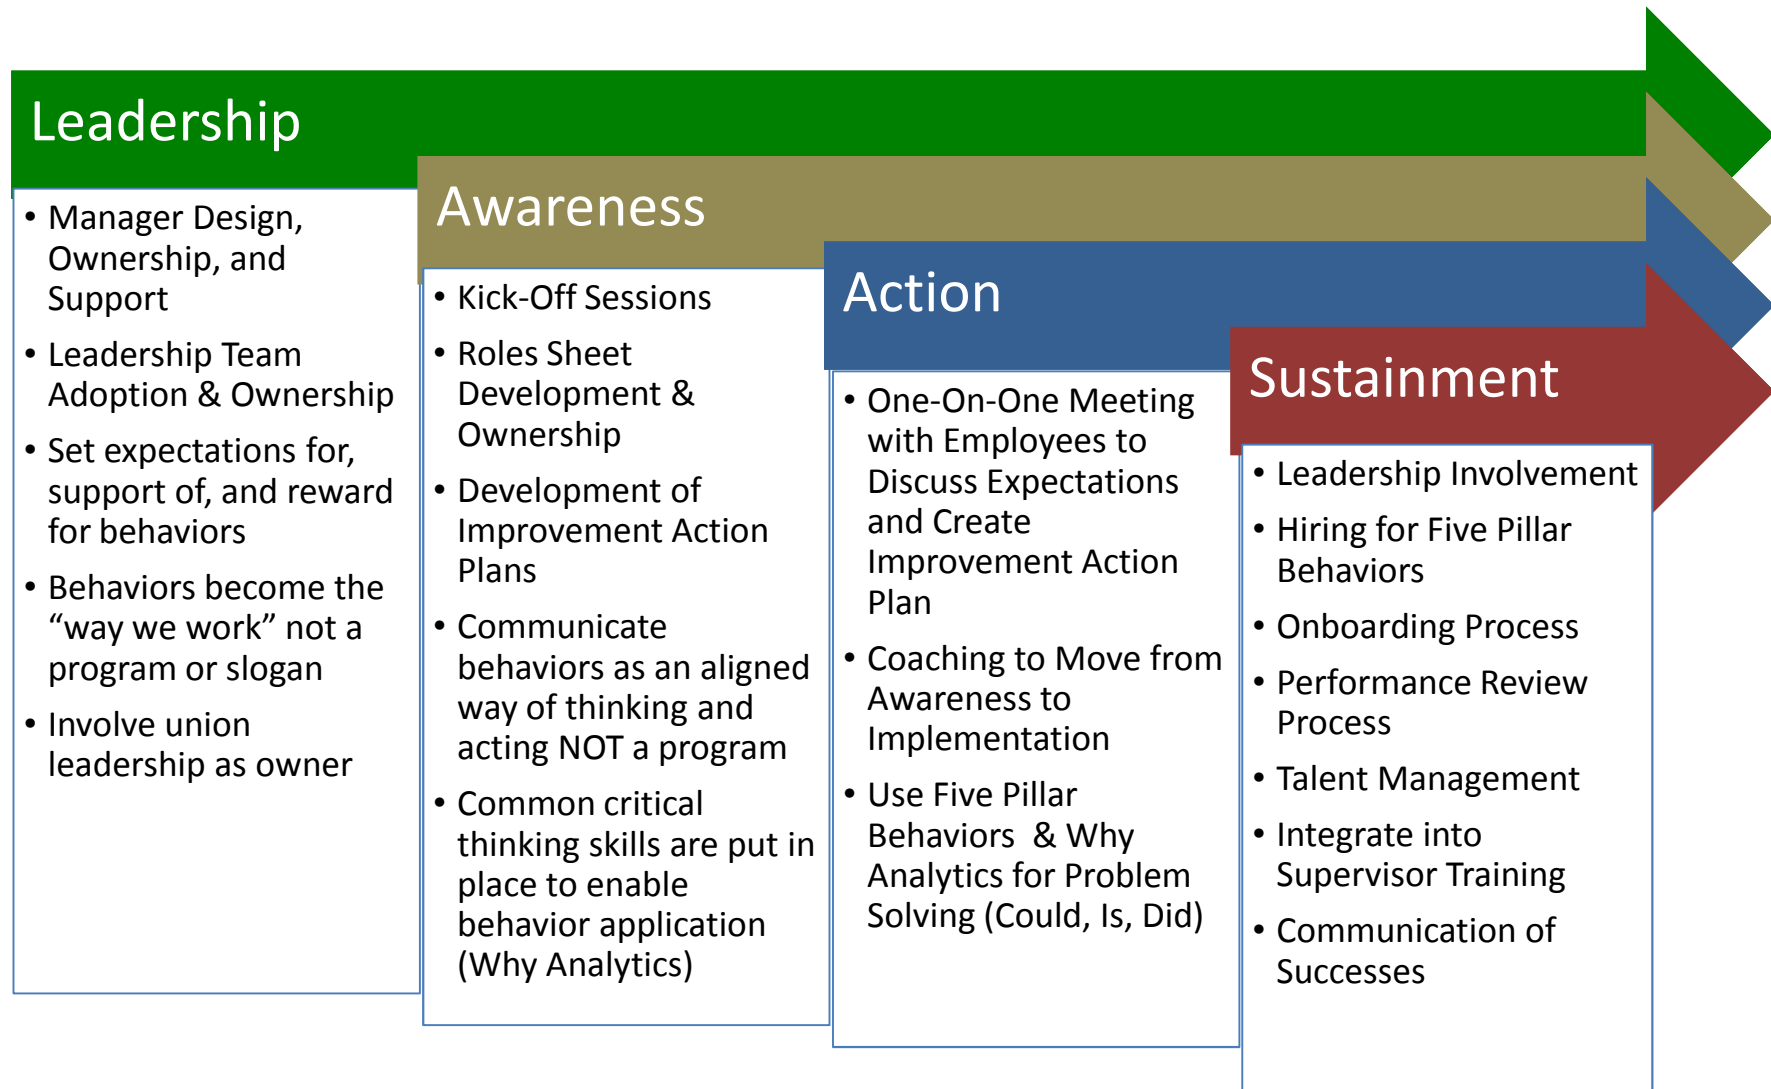 Leadership
• Manager Design,
Ownership, and
Support
• Leadership Team
Adoption & Ownership
• Set expectations for,
support of, and reward
for behaviors
• Behaviors become the
“way we work” not a
program or slogan
• Involve union
leadership as owner
Awareness
• Kick-Off Sessions
• Roles Sheet
Development &
Ownership
• Development of
Improvement Action
Plans
• Communicate
behaviors as an aligned
way of thinking and
acting NOT a program
• Common critical
thinking skills are put in
place to enable
behavior application
(Why Analytics)
Action
• One-On-One Meeting
with Employees to
Discuss Expectations
and Create
Improvement Action
Plan
• Coaching to Move from
Awareness to
Implementation
• Use Five Pillar
Behaviors & Why
Analytics for Problem
Solving (Could, Is, Did)
Sustainment
• Leadership Involvement
• Hiring for Five Pillar
Behaviors
• Onboarding Process
• Performance Review
Process
• Talent Management
• Integrate into
Supervisor Training
• Communication of
Successes